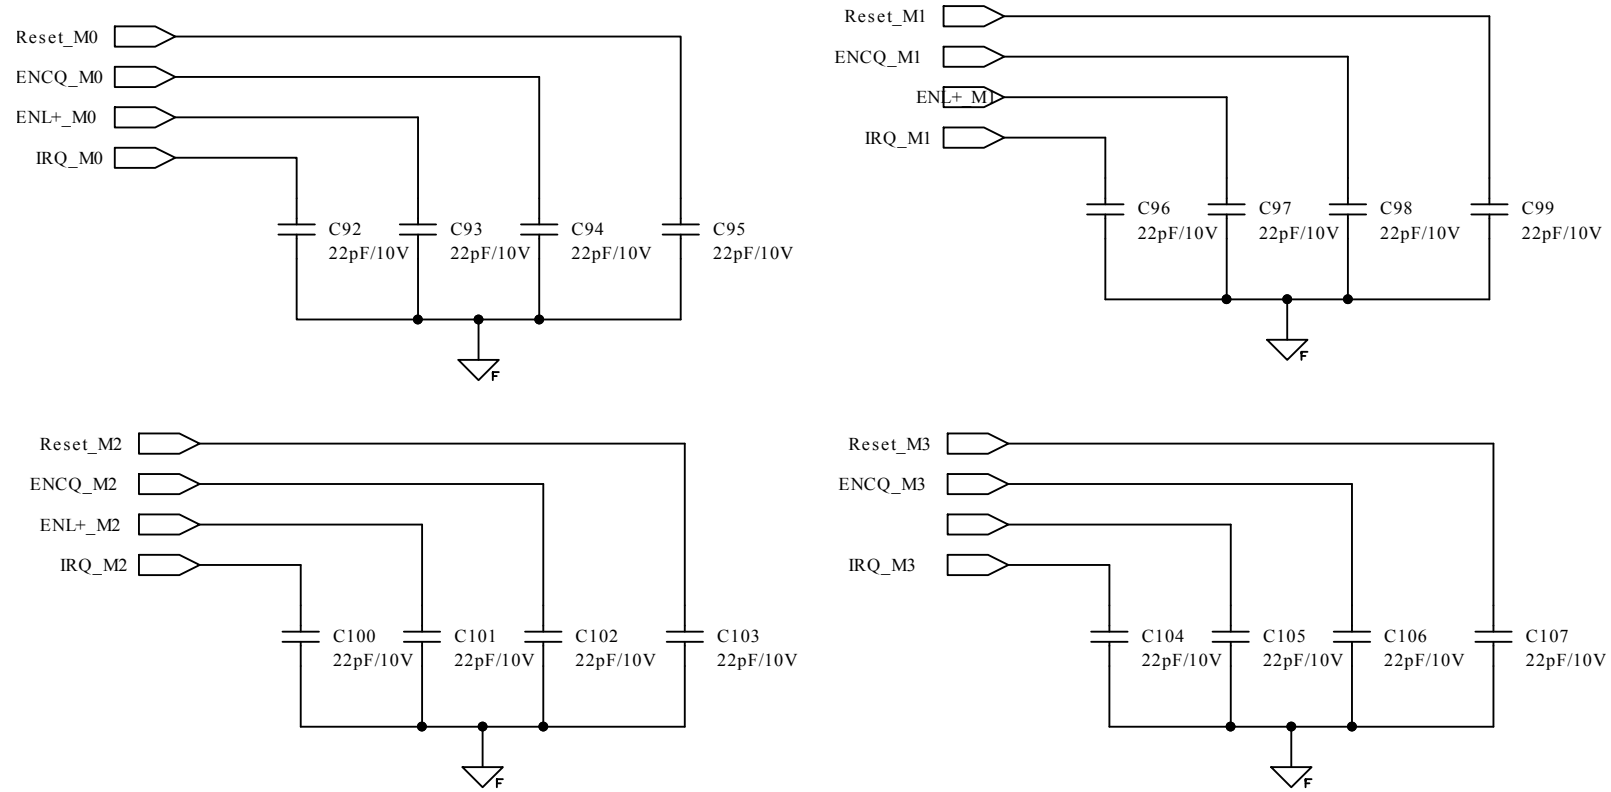 Reset_M0
ENCQ_M0
ENL+_M0
IRQ_M0
C92
22pF/10V
C93
22pF/10V
C94
22pF/10V
C95
22pF/10V
F
Reset_M1
ENCQ_M1
ENL+_M1
IRQ_M1
C96
22pF/10V
C97
22pF/10V
C98
22pF/10V
C99
22pF/10V
F
Reset_M2
ENCQ_M2
ENL+_M2
IRQ_M2
C100
22pF/10V
C101
22pF/10V
C102
22pF/10V
C103
22pF/10V
F
Reset_M3
ENCQ_M3
IRQ_M3
C104
22pF/10V
C105
22pF/10V
C106
22pF/10V
C107
22pF/10V
F